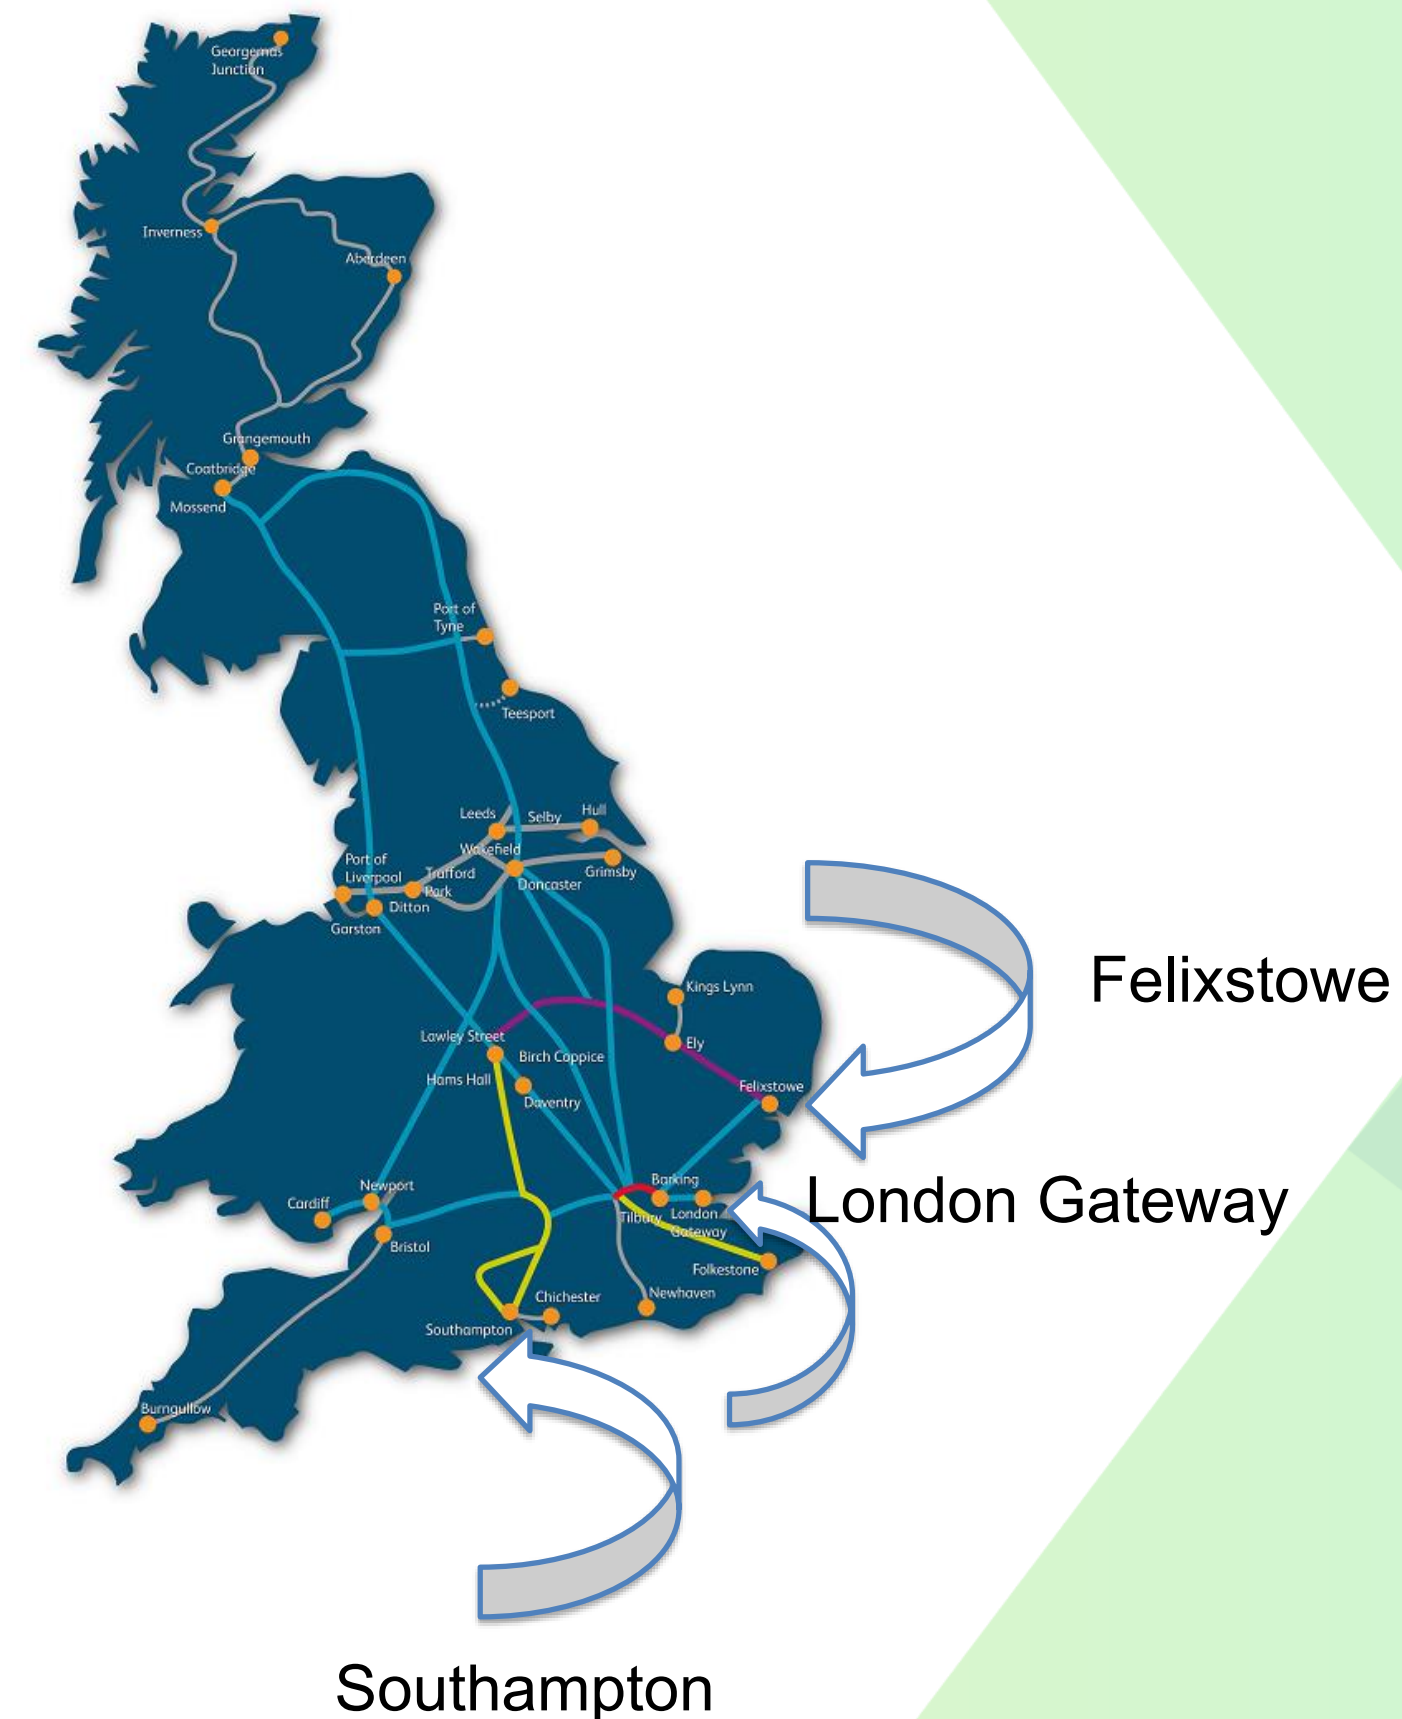 Georgemas
Junction
Inverness
Aberdeen
Grangemouth
Coatbridge
Mossend
Port of
Tyne
Teesport
Leeds
Selby
Hull
Wakefield
Port of
Liverpool
Trafford
Park
Doncaster
Grimsby
Ditton
Garston
Felixstowe
Kings Lynn
Lawley Street
Ely
Birch Coppice
Hams Hall
Felixstowe
Daventry
Newport
Barking
London Gateway
Cardiff
Tilbury
London
Gateway
Bristol
Folkestone
Chichester
Newhaven
Southampton
Burngullow
Southampton